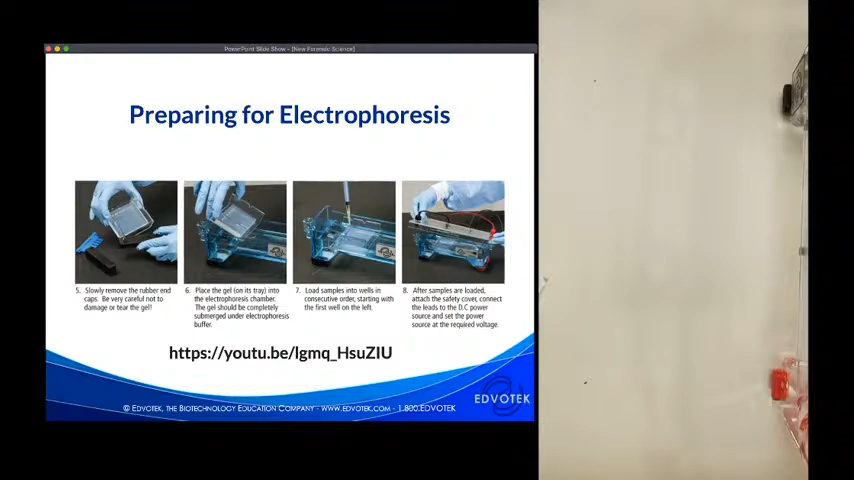 PowerPoint Slide Show - [New Forensic Science]
Preparing for Electrophoresis
5. Slowly remove the rubber end
caps. Be very careful not to
damage or tear the gel!
6. Place the gel (on its tray) into
the electrophoresis chamber.
The gel should be completely
submerged under electrophoresis
buffer.
7. Load samples into wells in
consecutive order, starting with
the first well on the left.
8. After samples are loaded,
attach the safety cover, connect
the leads to the D.C power
source and set the power
source at the required voltage.
https://youtu.be/lgmq_HsuZIU
© EDVOTEK, THE BIOTECHNOLOGY EDUCATION COMPANY - WWW.EDVOTEK.COM - 1.800.EDVOTEK
EDVOTEK